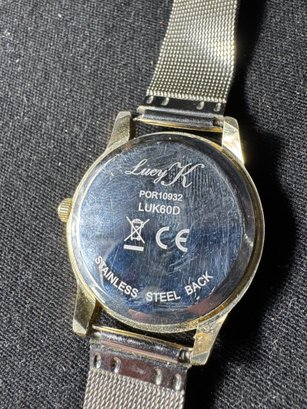 Lucy K
POR10932
LUK60D
CE
STAINLESS STEEL BACK